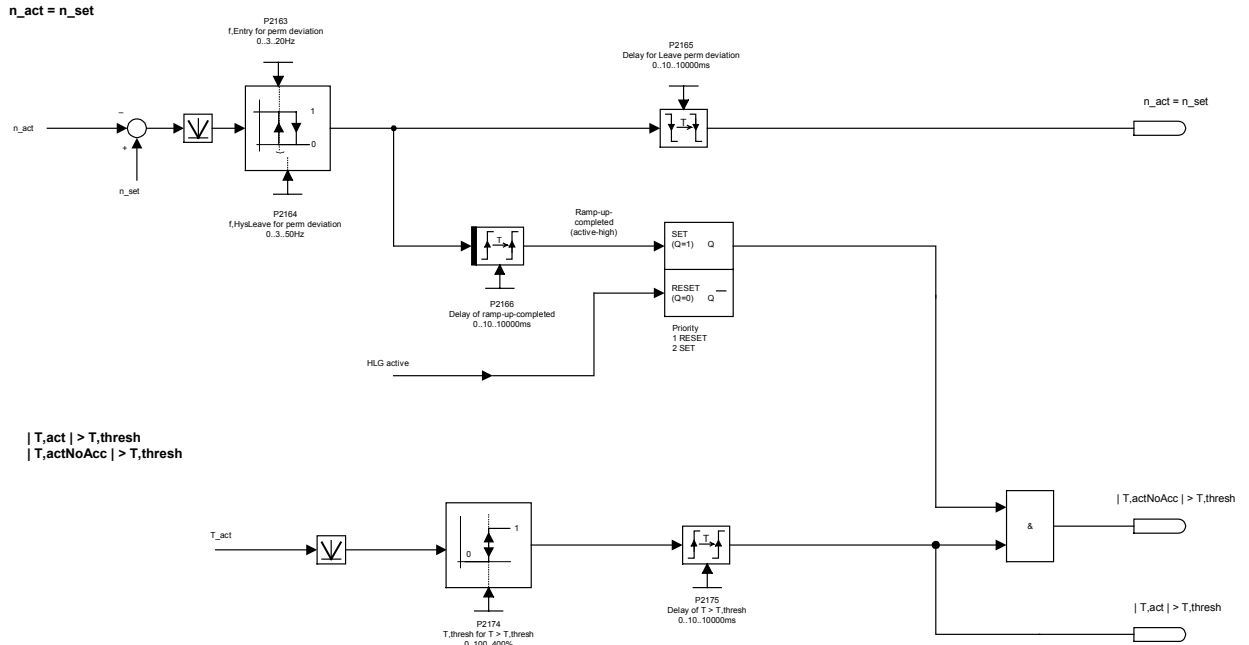 n_act = n_set
P2163
f,Entry for perm deviation
0..3..20Hz
P2165
Delay for Leave perm deviation
0..10..10000ms
n_act = n_set
n_act
–
+
1
0
T
n_set
P2164
f,HysLeave for perm deviation
0..3..50Hz
Ramp-up-
completed
(active-high)
T
SET
(Q=1) Q
RESET
(Q=0) Q
P2166
Delay of ramp-up-completed
0..10..10000ms
Priority
1 RESET
2 SET
HLG active
| T,act | > T,thresh
| T,actNoAcc | > T,thresh
| T,actNoAcc | > T,thresh
T_act
1
0
T
&
P2175
Delay of T > T,thresh
0..10..10000ms
| T,act | > T,thresh
P2174
T,thresh for T > T,thresh
0..100..400%